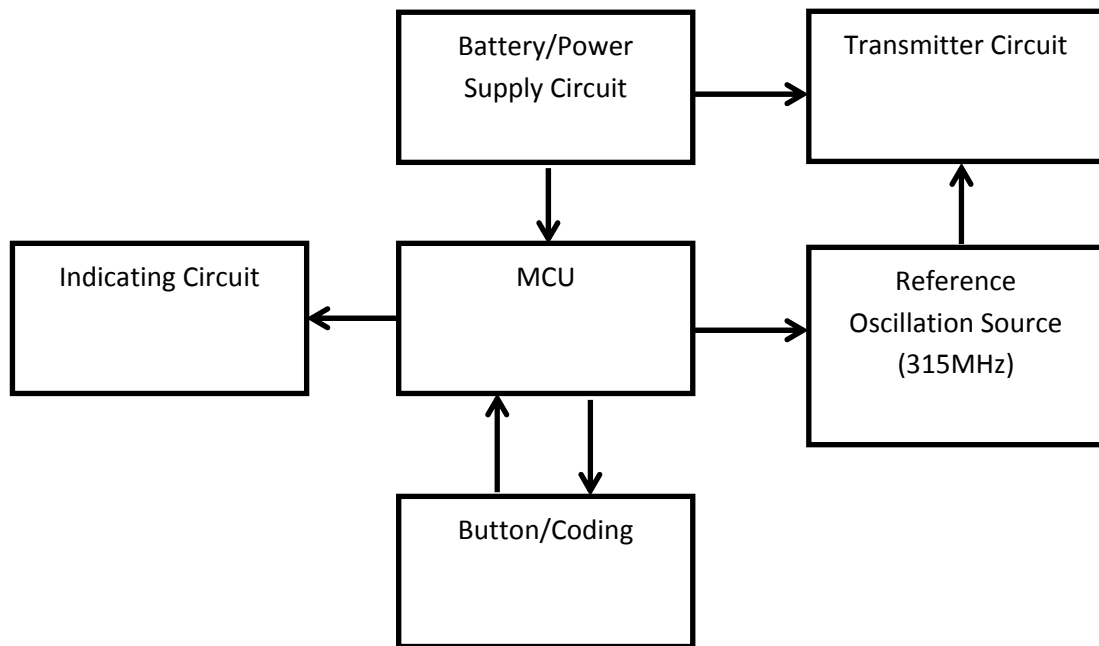 Battery/Power
Supply Circuit
Transmitter Circuit
Indicating Circuit
MCU
Reference
Oscillation Source
(315MHz)
Button/Coding